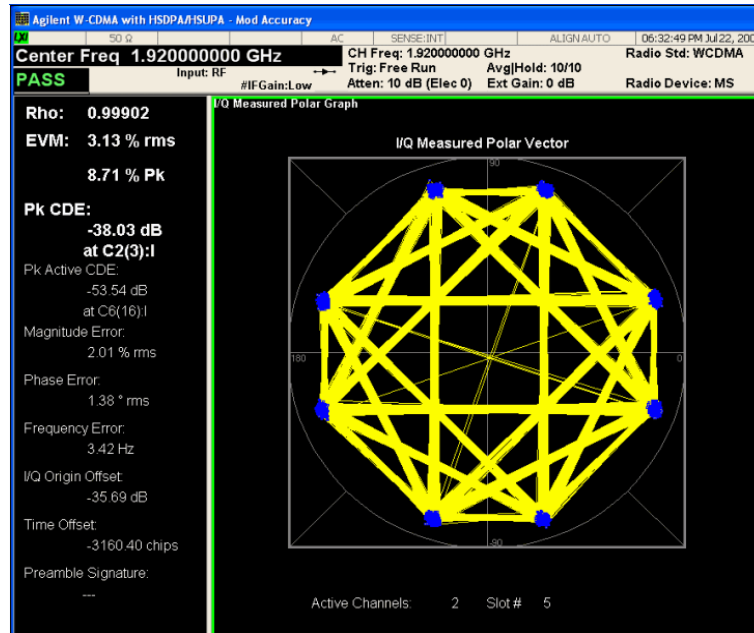 Agilent W-CDMA with HSDPA/HSUPA - Mod Accuracy
LXI 50 Ω AC SENSE:INT ALIGN AUTO 06:32:49 PM Jul 22, 200
Center Freq 1.920000000 GHz
CH Freq: 1.920000000 GHz
Radio Std: WCDMA
Input: RF
Trig: Free Run
Avg|Hold: 10/10
PASS
#IFGain:Low
Atten: 10 dB (Elec 0)
Ext Gain: 0 dB
Radio Device: MS
I/Q Measured Polar Graph
Rho: 0.99902
EVM: 3.13 % rms
8.71 % Pk
Pk CDE:
-38.03 dB
at C2(3):I
Pk Active CDE:
-53.54 dB
at C6(16):I
Magnitude Error:
2.01 % rms
Phase Error:
1.38 ° rms
Frequency Error:
3.42 Hz
I/Q Origin Offset:
-35.69 dB
Time Offset:
-3160.40 chips
Preamble Signature:
---
I/Q Measured Polar Vector
90
180
0
-90
Active Channels: 2 Slot # 5